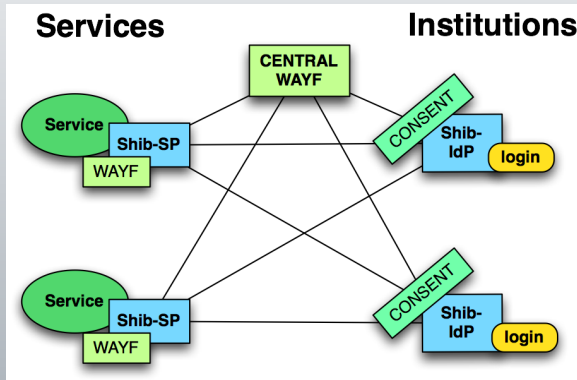 Services
Institutions
CENTRAL
WAYF
Service
Shib-SP
WAYF
CONSENT
Shib-
IdP
login
Service
Shib-SP
WAYF
CONSENT
Shib-
IdP
login